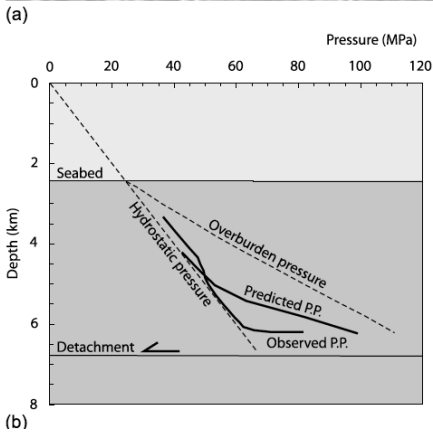 (a)
Pressure (MPa)
0 20 40 60 80 100 120
0
Seabed
2
Hydrostatic pressure
Overburden pressure
4
Depth (km)
Predicted P.P.
6
Observed P.P.
Detachment
8
(b)